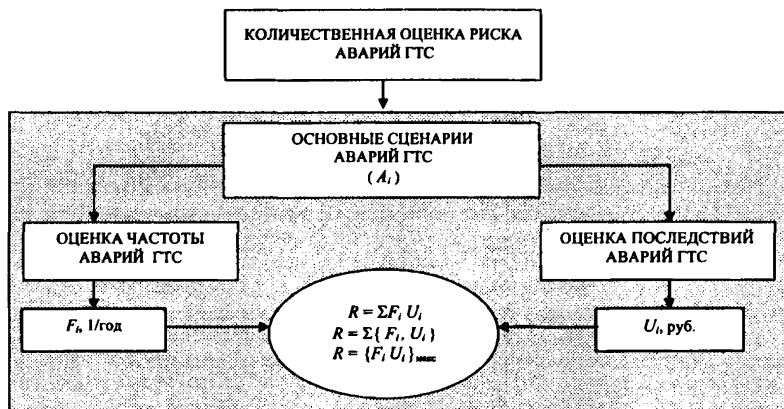 КОЛИЧЕСТВЕННАЯ ОЦЕНКА РИСКА
АВАРИЙ ГТС
ОСНОВНЫЕ СЦЕНАРИИ
АВАРИЙ ГТС
( Aᵢ )
ОЦЕНКА ЧАСТОТЫ
АВАРИЙ ГТС
ОЦЕНКА ПОСЛЕДСТВИЙ
АВАРИЙ ГТС
Fᵢ, 1/год
R = ΣFᵢ Uᵢ
R = Σ{ Fᵢ, Uᵢ}
R = {Fᵢ Uᵢ}макс
Uᵢ, руб.